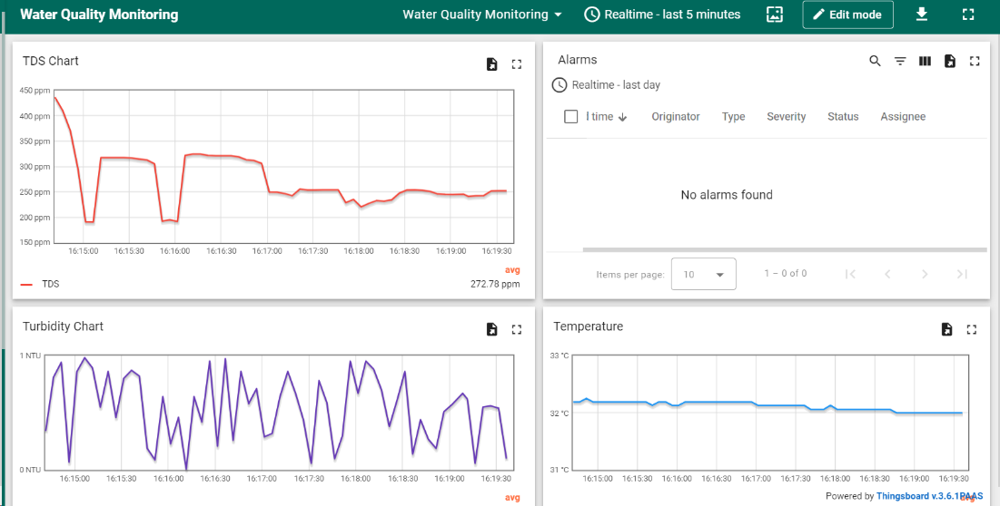 Water Quality Monitoring
Water Quality Monitoring
Realtime - last 5 minutes
Edit mode
TDS Chart
450 ppm
400 ppm
350 ppm
300 ppm
250 ppm
200 ppm
150 ppm
16:15:00 16:15:30 16:16:00 16:16:30 16:17:00 16:17:30 16:18:00 16:18:30 16:19:00 16:19:30
avg
TDS 272.78 ppm
Alarms
Realtime - last day
l time Originator Type Severity Status Assignee
No alarms found
Items per page: 10 1 – 0 of 0
Turbidity Chart
1 NTU
0 NTU
16:15:00 16:15:30 16:16:00 16:16:30 16:17:00 16:17:30 16:18:00 16:18:30 16:19:00 16:19:30
avg
Temperature
33 °C
32 °C
31 °C
16:15:00 16:15:30 16:16:00 16:16:30 16:17:00 16:17:30 16:18:00 16:18:30 16:19:00 16:19:30
avg
Powered by Thingsboard v.3.6.1PAAS